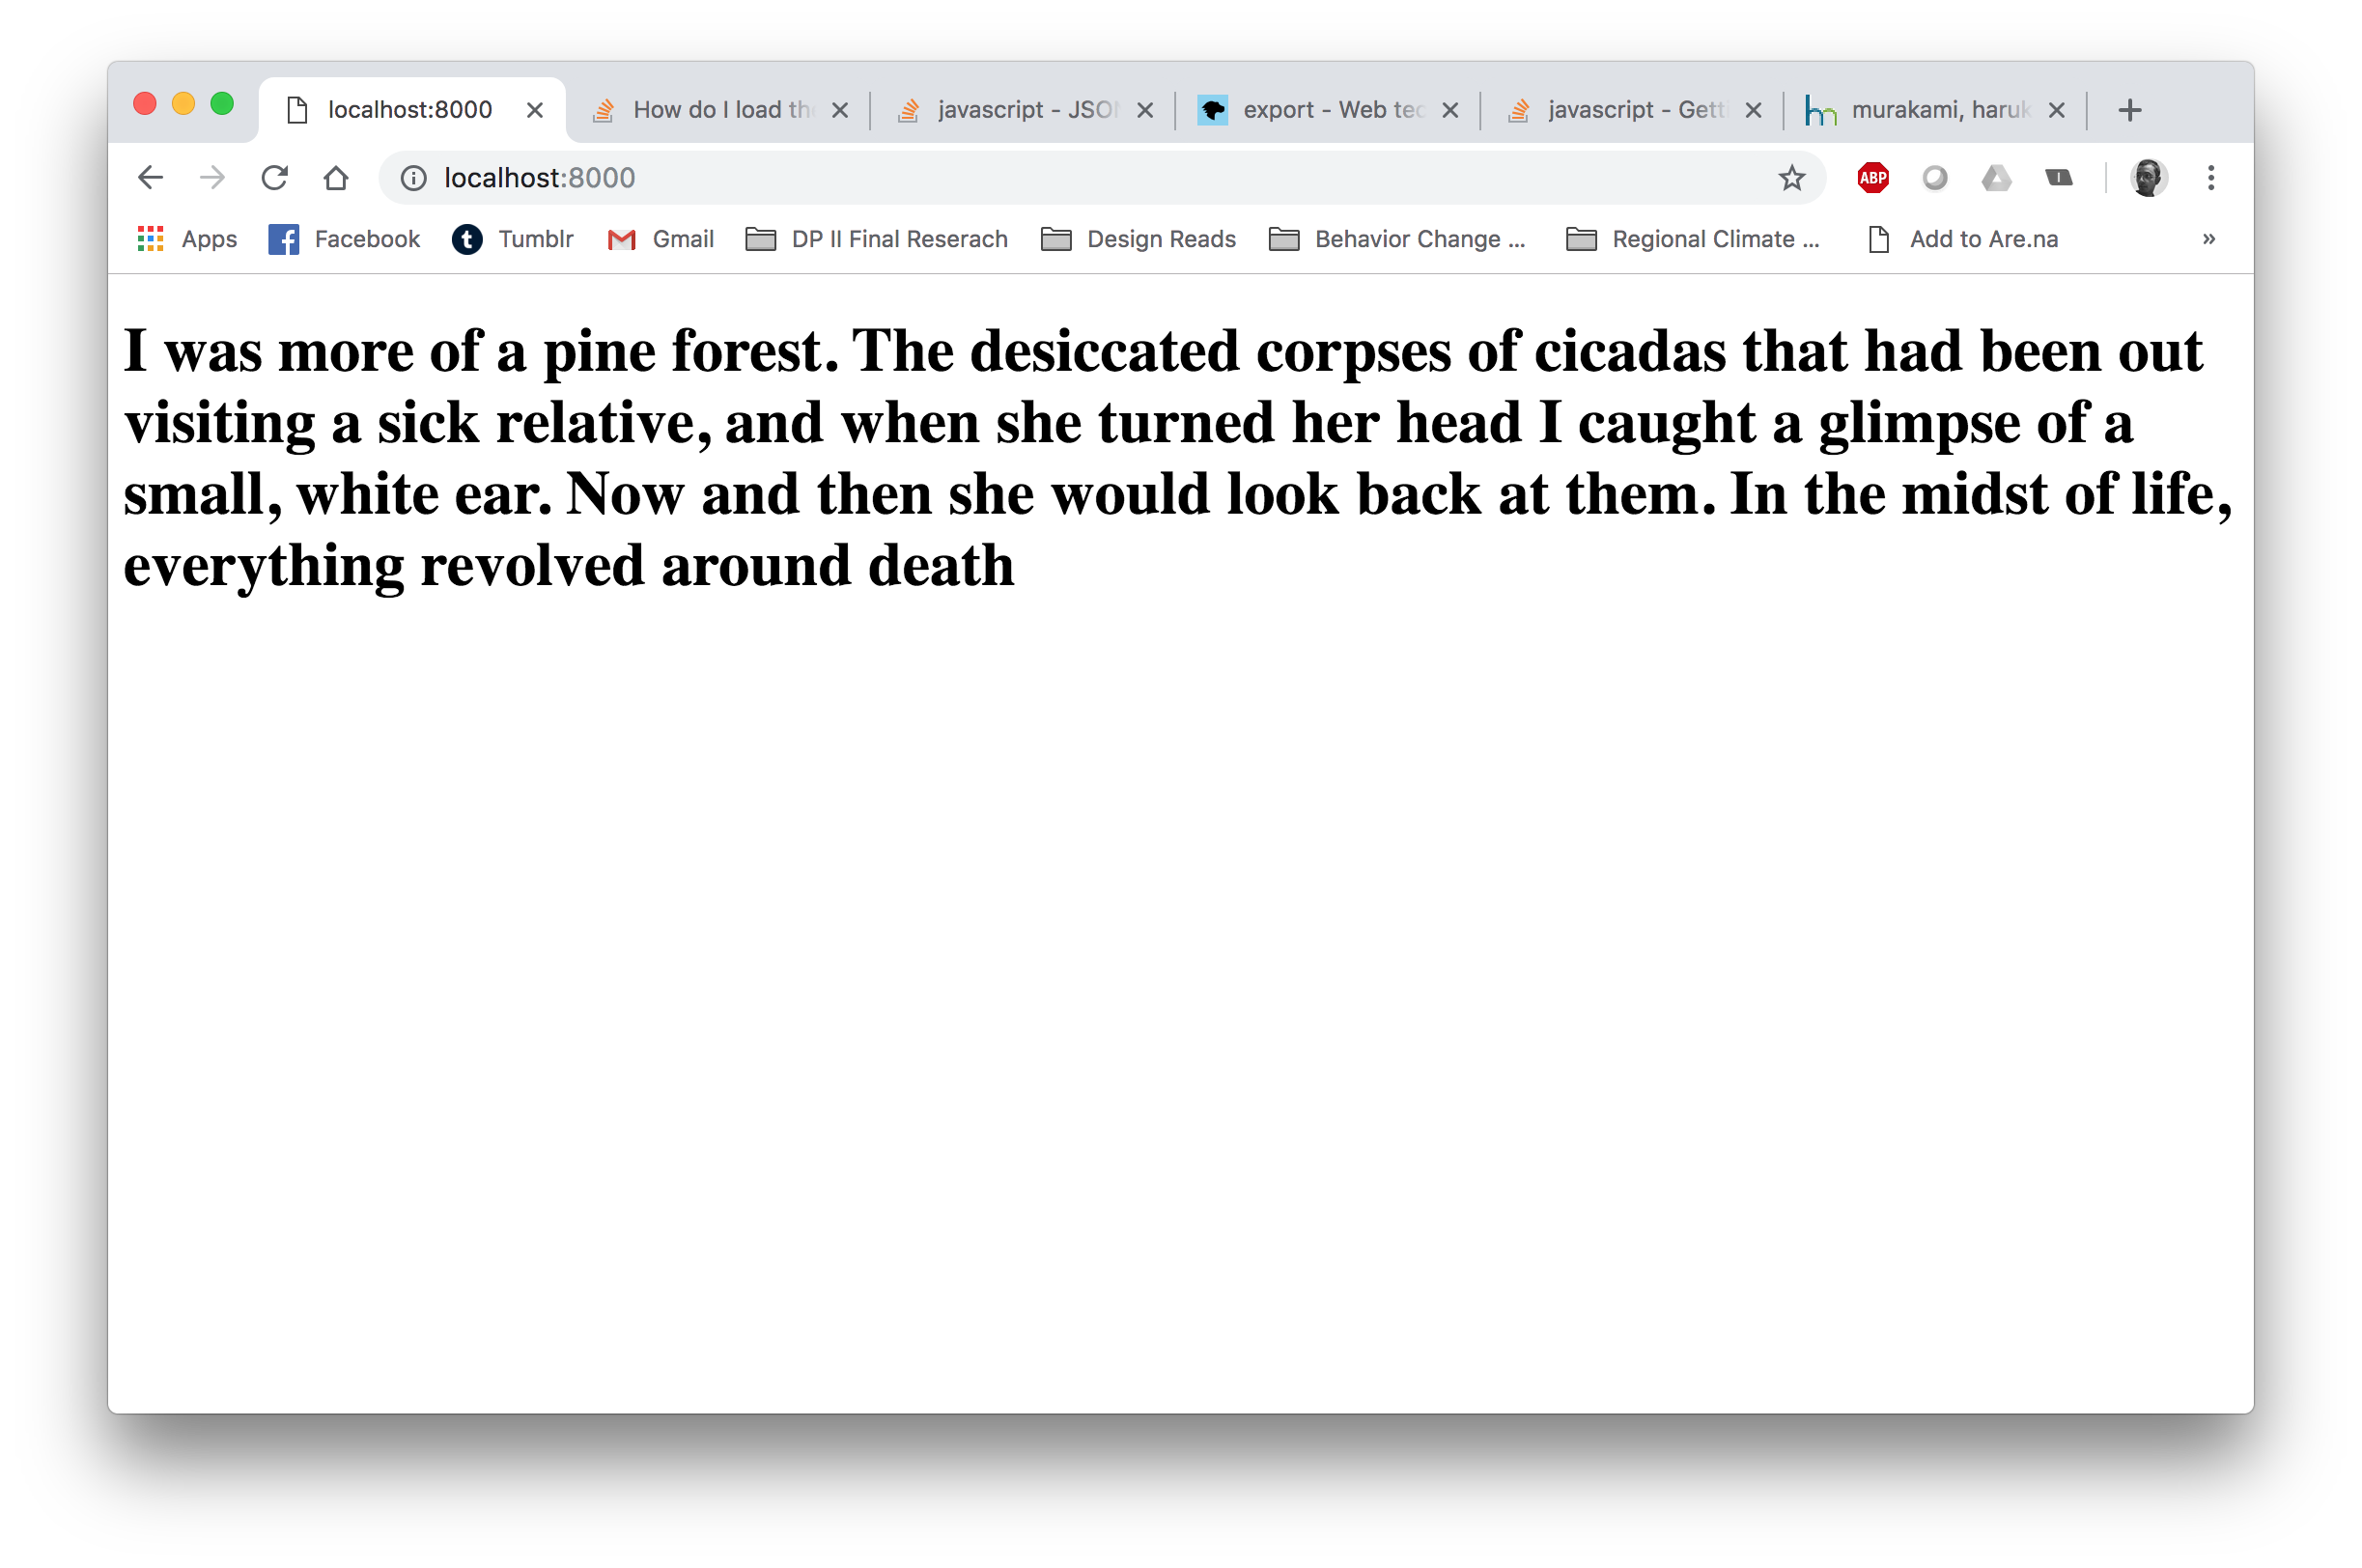 localhost:8000 How do I load the javascript - JSON export - Web tec javascript - Getti murakami, haruk
localhost:8000 ABP
Apps Facebook t Tumblr Gmail DP II Final Reserach Design Reads Behavior Change ... Regional Climate ... Add to Are.na »
I was more of a pine forest. The desiccated corpses of cicadas that had been out
visiting a sick relative, and when she turned her head I caught a glimpse of a
small, white ear. Now and then she would look back at them. In the midst of life,
everything revolved around death